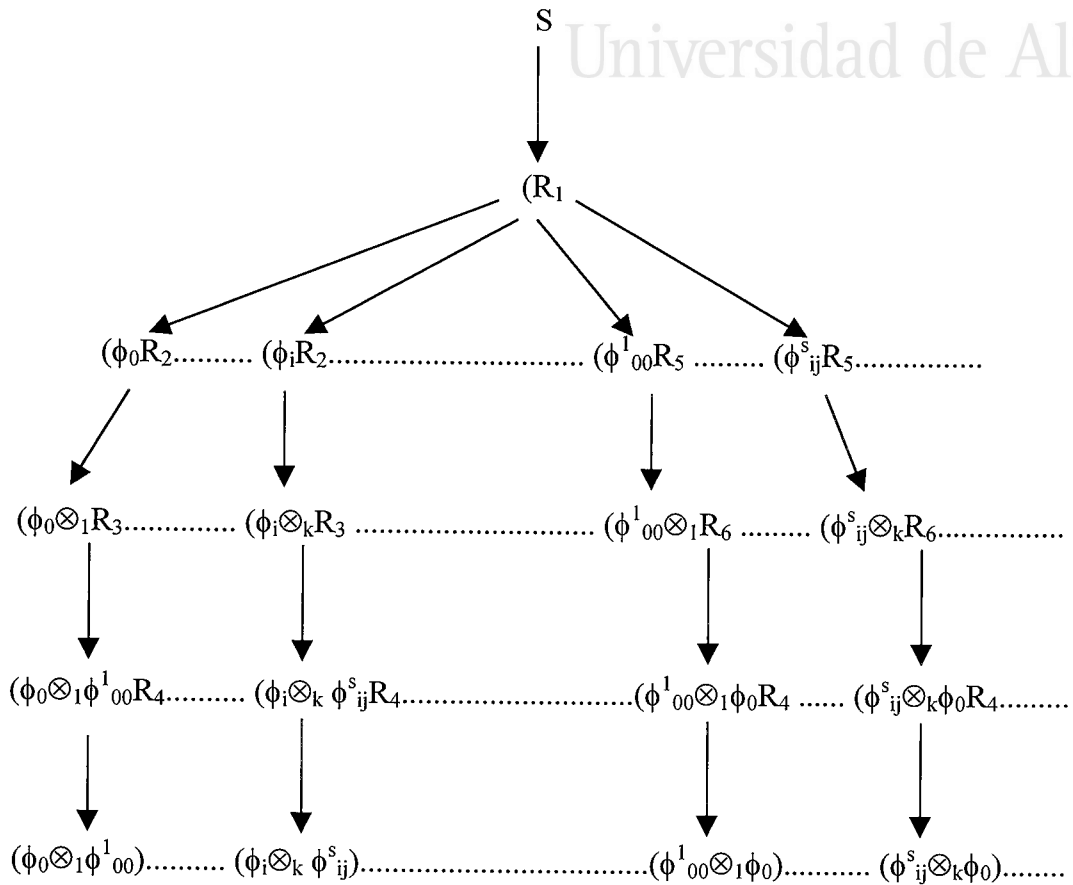 S
Universidad de Al
(R₁
(ϕ₀R₂.......... (ϕᵢR₂................................ (ϕ¹₀₀R₅ ......... (ϕˢᵢⱼR₅................
(ϕ₀⊗₁R₃............. (ϕᵢ⊗ₖR₃ .............................. (ϕ¹₀₀⊗₁R₆ ......... (ϕˢᵢⱼ⊗ₖR₆................
(ϕ₀⊗₁ϕ¹₀₀R₄.......... (ϕᵢ⊗ₖ ϕˢᵢⱼR₄............................(ϕ¹₀₀⊗₁ϕ₀R₄ ...... (ϕˢᵢⱼ⊗ₖϕ₀R₄.........
(ϕ₀⊗₁ϕ¹₀₀)........... (ϕᵢ⊗ₖ ϕˢᵢⱼ)....................................(ϕ¹₀₀⊗₁ϕ₀)......... (ϕˢᵢⱼ⊗ₖϕ₀).........